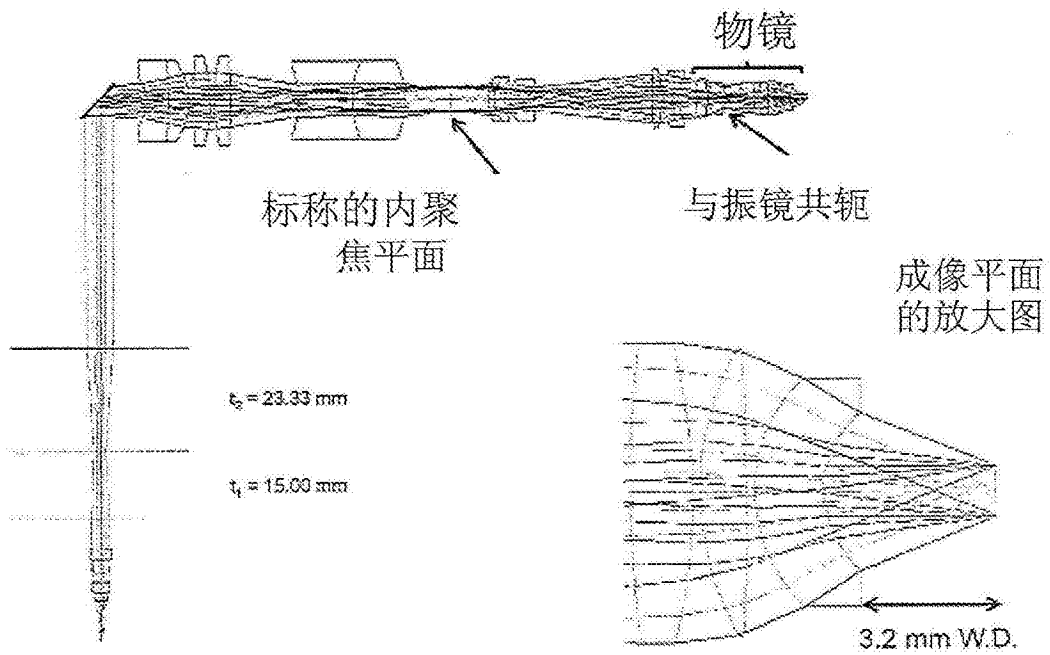 物镜
标称的内聚
焦平面
与振镜共轭
成像平面
的放大图
t₂ = 23.33 mm
t₁ = 15.00 mm
3.2 mm W.D.